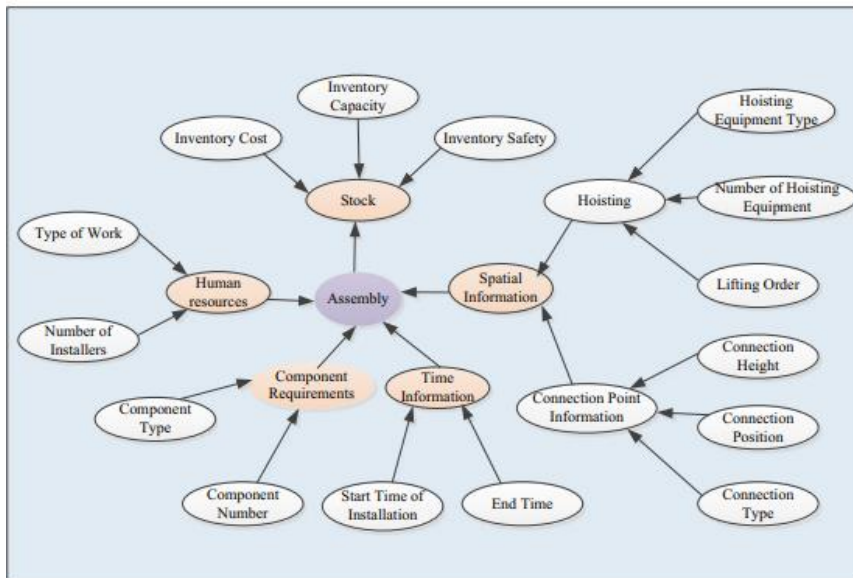 Inventory
Capacity
Inventory Cost
Inventory Safety
Stock
Hoisting
Equipment Type
Hoisting
Number of Hoisting
Equipment
Lifting Order
Type of Work
Human
resources
Number of
Installers
Assembly
Spatial
Information
Component
Requirements
Time
Information
Component
Type
Component
Number
Start Time of
Installation
End Time
Connection Point
Information
Connection
Height
Connection
Position
Connection
Type